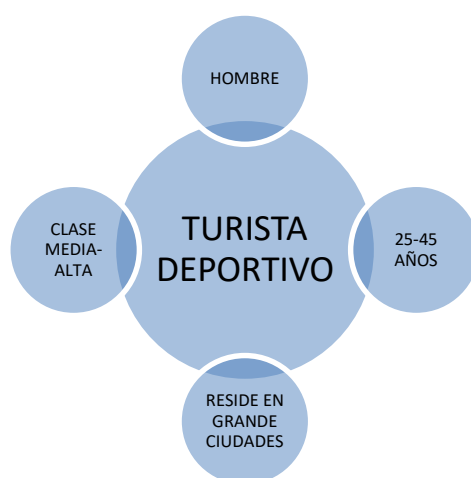 HOMBRE
CLASE
MEDIA-
ALTA
TURISTA
DEPORTIVO
25-45
AÑOS
RESIDE EN
GRANDE
CIUDADES